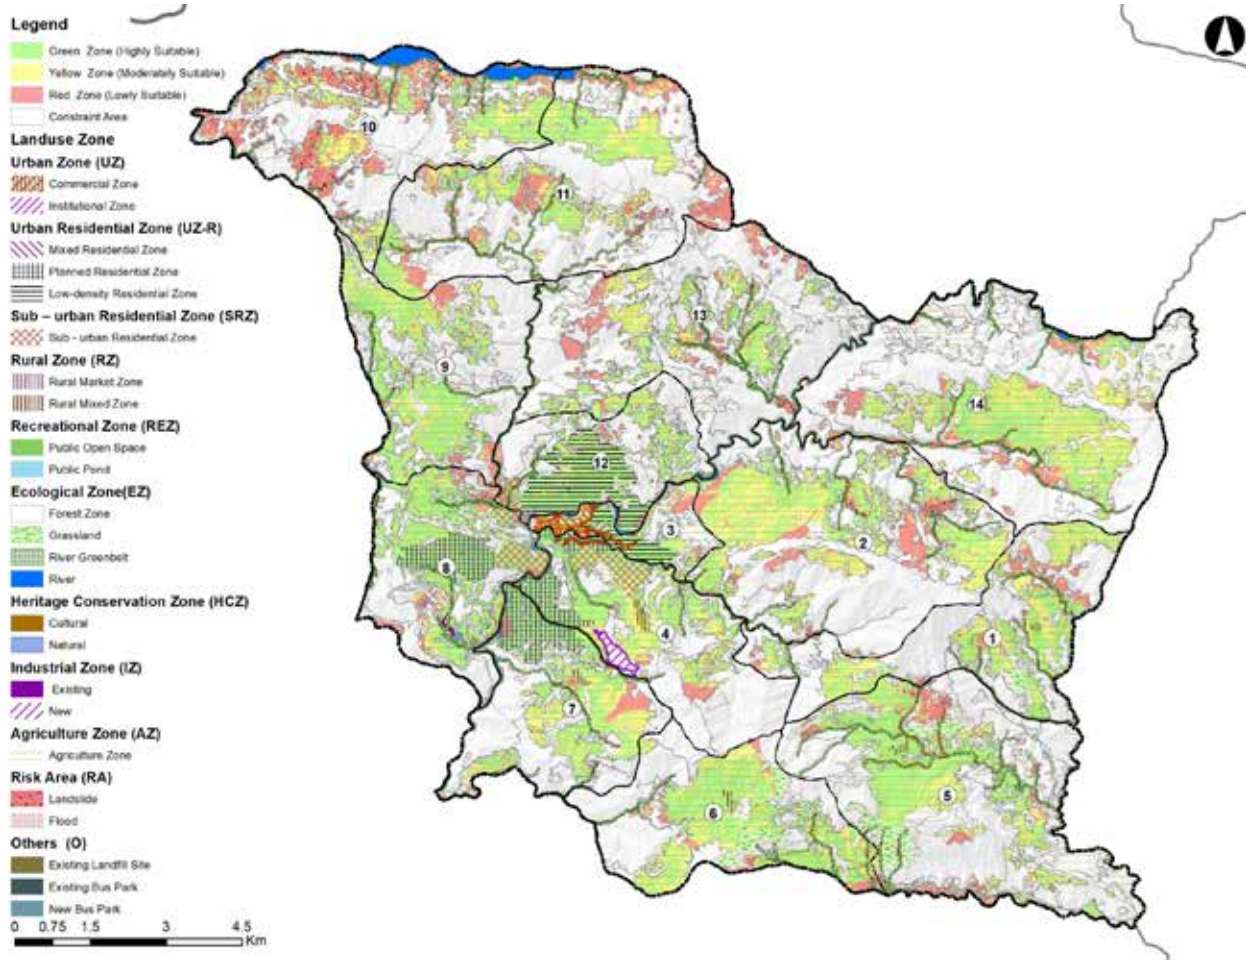 Legend
Green Zone (Highly Suitable)
Yellow Zone (Moderately Suitable)
Red Zone (Lowly Suitable)
Constraint Area
Landuse Zone
Urban Zone (UZ)
Commercial Zone
Institutional Zone
Urban Residential Zone (UZ-R)
Mixed Residential Zone
Planned Residential Zone
Low-density Residential Zone
Sub – urban Residential Zone (SRZ)
Sub – urban Residential Zone
Rural Zone (RZ)
Rural Market Zone
Rural Mixed Zone
Recreational Zone (REZ)
Public Open Space
Public Pond
Ecological Zone(EZ)
Forest Zone
Grassland
River Greenbelt
River
Heritage Conservation Zone (HCZ)
Cultural
Natural
Industrial Zone (IZ)
Existing
New
Agriculture Zone (AZ)
Agriculture Zone
Risk Area (RA)
Landslide
Flood
Others (O)
Existing Landfill Site
Existing Bus Park
New Bus Park
0 0.75 1.5 3 4.5
Km
10
11
13
9
14
12
3
2
8
1
4
7
5
6